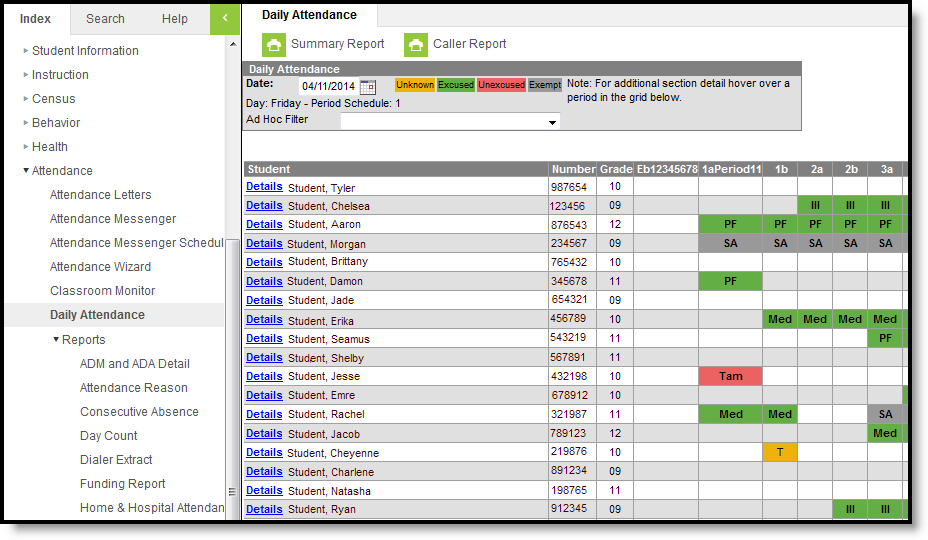 Index Search Help <
Student Information
Instruction
Census
Behavior
Health
Attendance
Attendance Letters
Attendance Messenger
Attendance Messenger Schedul
Attendance Wizard
Classroom Monitor
Daily Attendance
Reports
ADM and ADA Detail
Attendance Reason
Consecutive Absence
Day Count
Dialer Extract
Funding Report
Home & Hospital Attendan
Daily Attendance
Summary Report Caller Report
Daily Attendance
Date: 04/11/2014 Unknown Excused Unexcused Exempt Note: For additional section detail hover over a
period in the grid below.
Day: Friday - Period Schedule: 1
Ad Hoc Filter
Student Number Grade Eb12345678 1aPeriod11 1b 2a 2b 3a
Details Student, Tyler 987654 10
Details Student, Chelsea 123456 09 Ill Ill Ill
Details Student, Aaron 876543 12 PF PF PF PF PF
Details Student, Morgan 234567 09 SA SA SA SA SA
Details Student, Brittany 765432 10
Details Student, Damon 345678 11 PF
Details Student, Jade 654321 09
Details Student, Erika 456789 10 Med Med Med Med
Details Student, Seamus 543219 11 PF
Details Student, Shelby 567891 11
Details Student, Jesse 432198 10 Tam
Details Student, Emre 678912 10
Details Student, Rachel 321987 11 Med Med SA
Details Student, Jacob 789123 12 Med
Details Student, Cheyenne 219876 10 T
Details Student, Charlene 891234 09
Details Student, Natasha 198765 11
Details Student, Ryan 912345 09 Ill Ill